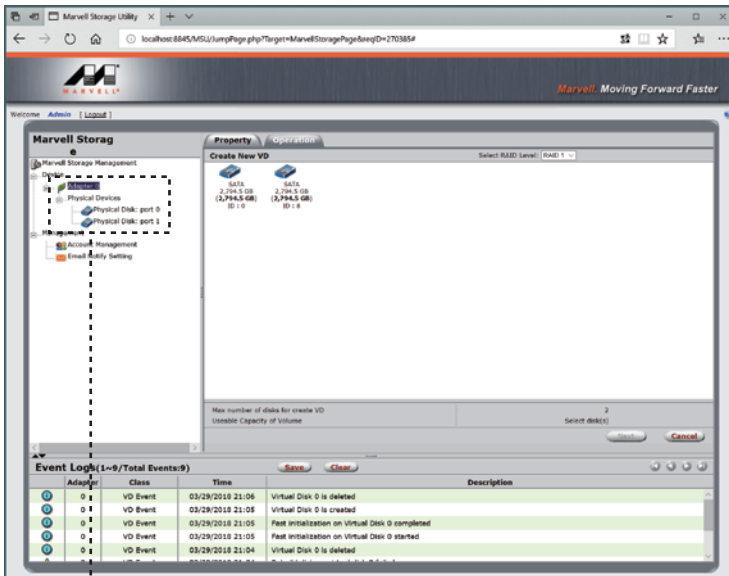 Marvell Storage Utility
localhost:8845/MSU/JumpPage.php?Target=MarvellStoragePage&reqID=270385#
MARVELL
Marvell. Moving Forward Faster
Welcome Admin [ Logout ]
Marvell Storag
e
Marvell Storage Management
Device
Adapter 0
Physical Devices
Physical Disk: port 0
Physical Disk: port 1
Management
Account Management
Email Notify Setting
Property Operation
Create New VD Select RAID Level: RAID 1
SATA SATA
2,794.5 GB 2,794.5 GB
(2,794.5 GB) (2,794.5 GB)
ID : 0 ID : 8
Max number of disks for create VD 2
Useable Capacity of Volume Select disk(s)
Next Cancel
Event Logs(1~9/Total Events:9) Save Clear
Adapter Class Time Description
0 VD Event 03/29/2018 21:06 Virtual Disk 0 is deleted
0 VD Event 03/29/2018 21:05 Virtual Disk 0 is created
0 VD Event 03/29/2018 21:05 Fast initialization on Virtual Disk 0 completed
0 VD Event 03/29/2018 21:05 Fast initialization on Virtual Disk 0 started
0 VD Event 03/29/2018 21:04 Virtual Disk 0 is deleted